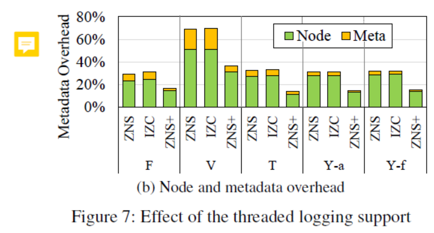 80%
60%
40%
20%
0%
Metadata Overhead
Node Meta
ZNS IZC ZNS+ ZNS IZC ZNS+ ZNS IZC ZNS+ ZNS IZC ZNS+ ZNS IZC ZNS+
F V T Y-a Y-f
(b) Node and metadata overhead
Figure 7: Effect of the threaded logging support